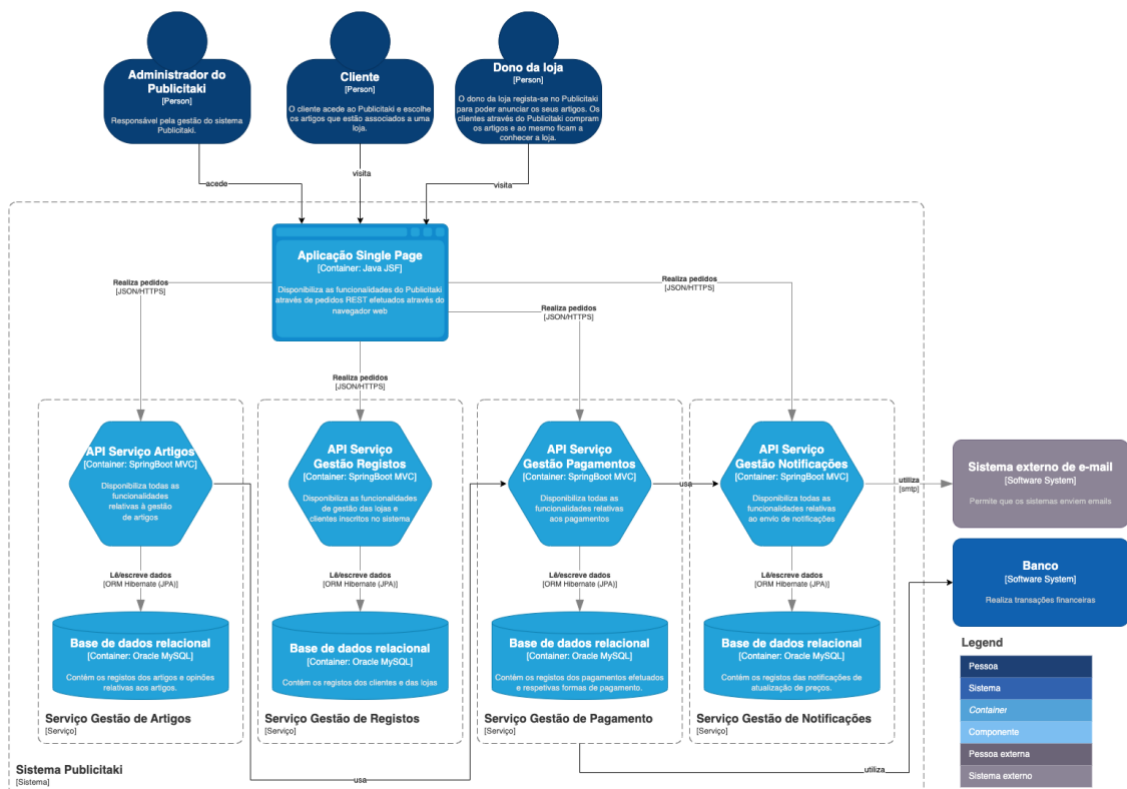 Administrador do
Publicitaki
[Person]
Responsável pela gestão do sistema
Publicitaki.
Cliente
[Person]
O cliente acede ao Publicitaki e escolhe
os artigos que estão associados a uma
loja.
Dono da loja
[Person]
O dono da loja regista-se no Publicitaki
para poder anunciar os seus artigos. Os
clientes através do Publicitaki compram
os artigos e ao mesmo ficam a
conhecer a loja.
acede
visita
visita
Aplicação Single Page
[Container: Java JSF]
Disponibiliza as funcionalidades do Publicitaki
através de pedidos REST efetuados através do
navegador web
Realiza pedidos
[JSON/HTTPS]
Realiza pedidos
[JSON/HTTPS]
Realiza pedidos
[JSON/HTTPS]
Realiza pedidos
[JSON/HTTPS]
API Serviço Artigos
[Container: SpringBoot MVC]
Disponibiliza todas as
funcionalidades
relativas à gestão
de artigos
API Serviço
Gestão Registos
[Container: SpringBoot MVC]
Disponibiliza as funcionalidades
de gestão das lojas e
clientes inscritos no sistema
API Serviço
Gestão Pagamentos
[Container: SpringBoot MVC]
Disponibiliza todas as
funcionalidades relativas
aos pagamentos
usa
API Serviço
Gestão Notificações
[Container: SpringBoot MVC]
Disponibiliza todas as
funcionalidades relativas
ao envio de notificações
utiliza
[smtp]
Sistema externo de e-mail
[Software System]
Permite que os sistemas enviem emails
Banco
[Software System]
Realiza transações financeiras
Lê/escreve dados
[ORM Hibernate (JPA)]
Lê/escreve dados
[ORM Hibernate (JPA)]
Lê/escreve dados
[ORM Hibernate (JPA)]
Lê/escreve dados
[ORM Hibernate (JPA)]
Base de dados relacional
[Container: Oracle MySQL]
Contém os registos dos artigos e opiniões
relativas aos artigos.
Base de dados relacional
[Container: Oracle MySQL]
Contém os registos dos clientes e das lojas
Base de dados relacional
[Container: Oracle MySQL]
Contém os registos dos pagamentos efetuados
e respetivas formas de pagamento.
Base de dados relacional
[Container: Oracle MySQL]
Contém os registos das notificações de
atualização de preços.
Serviço Gestão de Artigos
[Serviço]
Serviço Gestão de Registos
[Serviço]
Serviço Gestão de Pagamento
[Serviço]
Serviço Gestão de Notificações
[Serviço]
Sistema Publicitaki
[Sistema]
usa
utiliza
Legend
Pessoa
Sistema
Container
Componente
Pessoa externa
Sistema externo